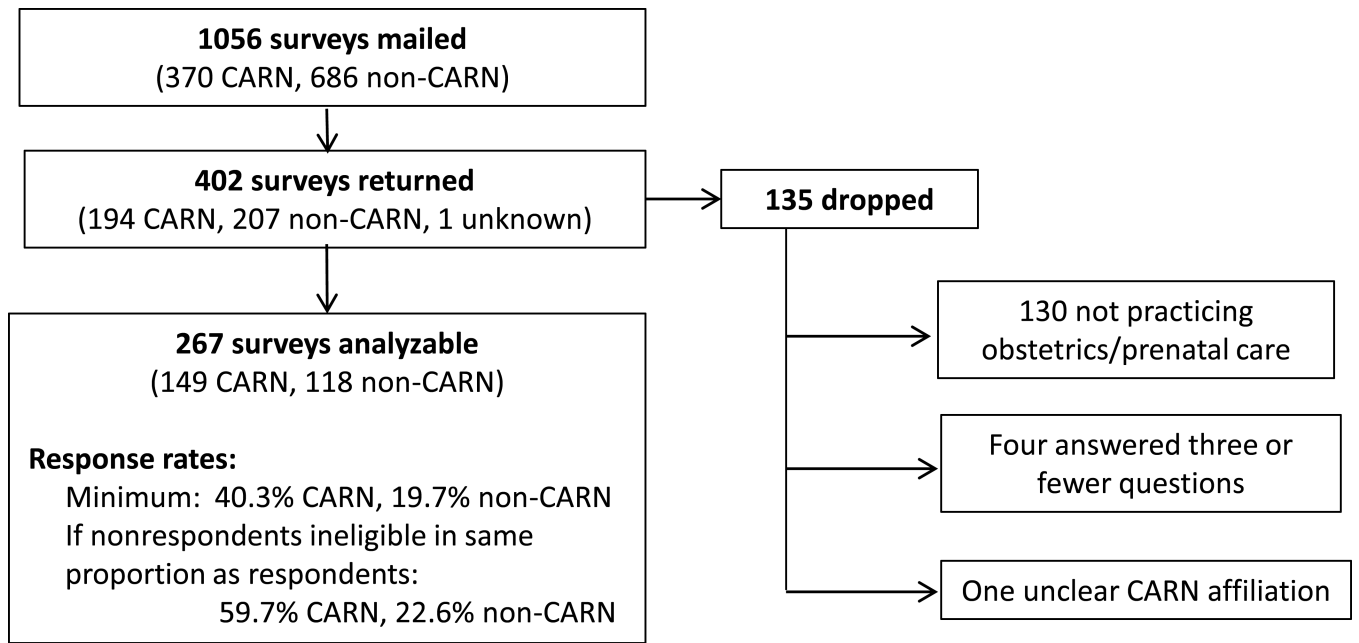 1056 surveys mailed
(370 CARN, 686 non-CARN)
402 surveys returned
(194 CARN, 207 non-CARN, 1 unknown)
135 dropped
130 not practicing
obstetrics/prenatal care
Four answered three or
fewer questions
One unclear CARN affiliation
267 surveys analyzable
(149 CARN, 118 non-CARN)
Response rates:
Minimum: 40.3% CARN, 19.7% non-CARN
If nonrespondents ineligible in same
proportion as respondents:
59.7% CARN, 22.6% non-CARN